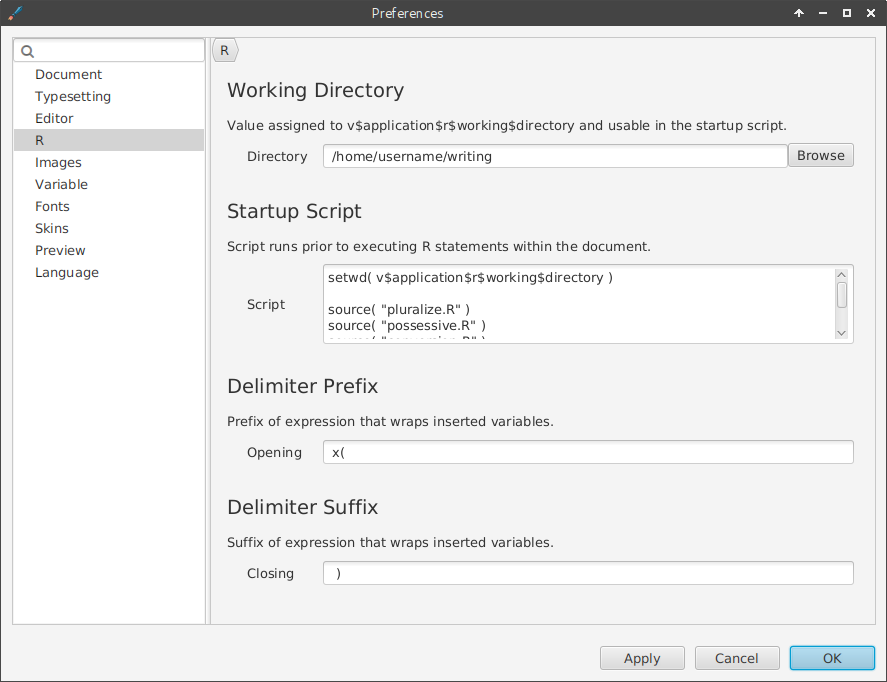 Preferences
Document
Typesetting
Editor
R
Images
Variable
Fonts
Skins
Preview
Language
R
Working Directory
Value assigned to v$application$r$working$directory and usable in the startup script.
Directory /home/username/writing Browse
Startup Script
Script runs prior to executing R statements within the document.
Script
setwd( v$application$r$working$directory )
source( "pluralize.R" )
source( "possessive.R" )
Delimiter Prefix
Prefix of expression that wraps inserted variables.
Opening x(
Delimiter Suffix
Suffix of expression that wraps inserted variables.
Closing )
Apply Cancel OK